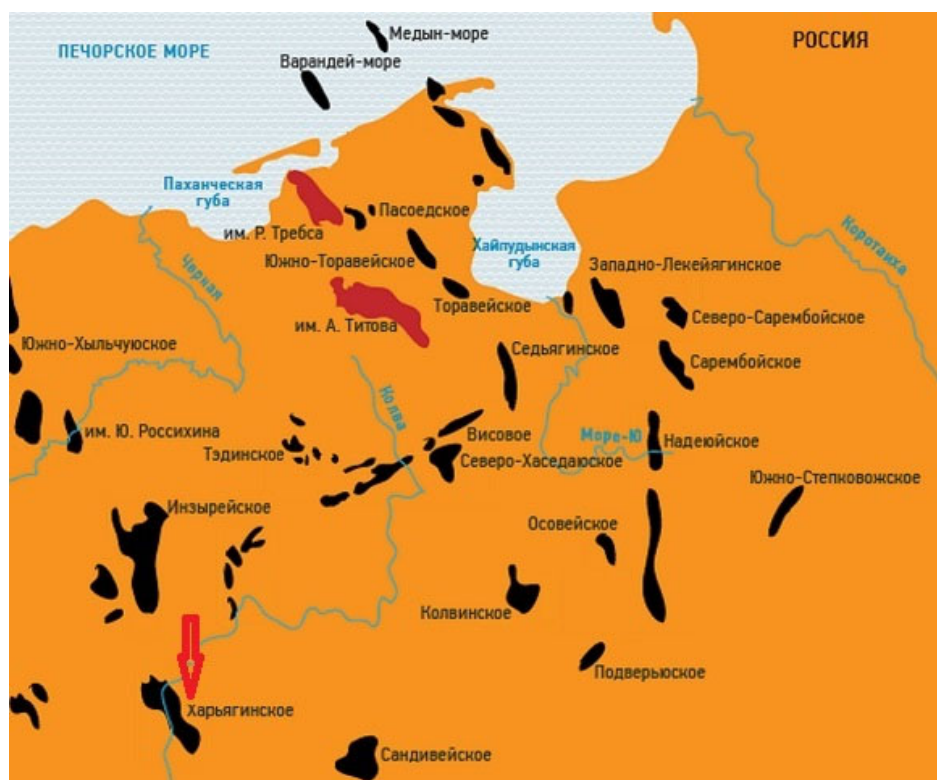 Медын-море
ПЕЧОРСКОЕ МОРЕ
РОССИЯ
Варандей-море
Паханческая
губа
Пасоедское
им. Р. Требса
Хайпудынская
губа
Коротаиха
Южно-Торавейское
Черная
Западно-Лекейягинское
Торавейское
им. А. Титова
Северо-Сарембойское
Южно-Хыльчуюское
Седьягинское
Сарембойское
Колва
им. Ю. Россихина
Висовое
Море-Ю
Надеюйское
Тэдинское
Северо-Хаседаюское
Южно-Степковожское
Инзырейское
Осовейское
Колвинское
Подверьюское
Харьягинское
Сандивейское